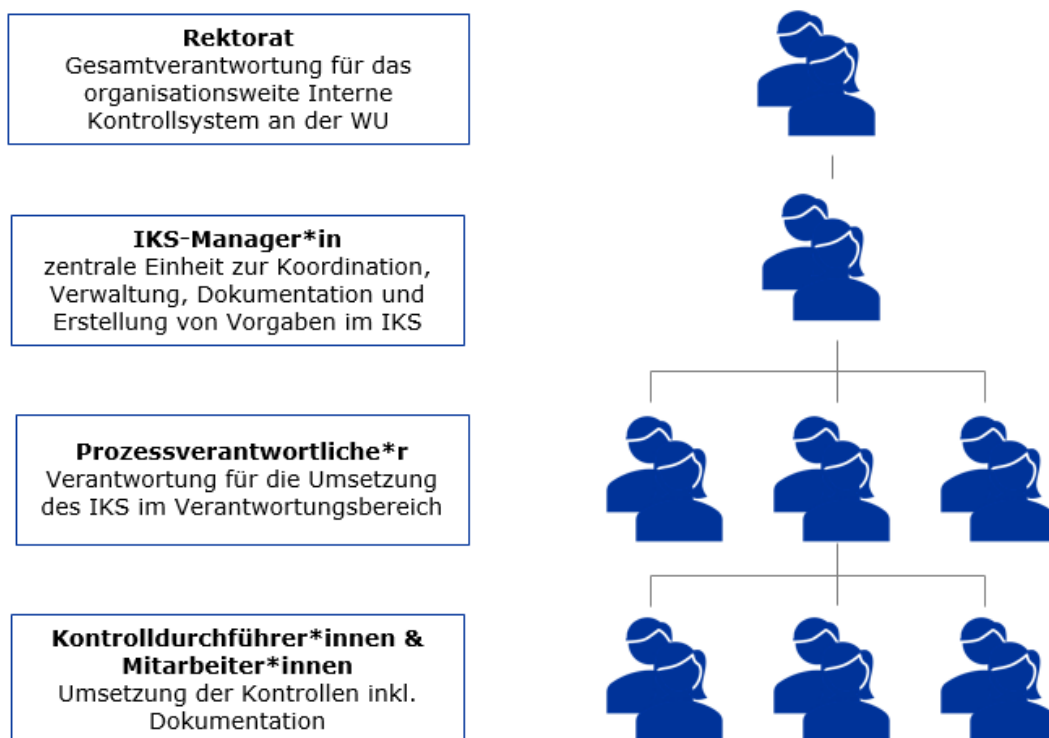 Rektorat
Gesamtverantwortung für das
organisationsweite Interne
Kontrollsystem an der WU
IKS-Manager*in
zentrale Einheit zur Koordination,
Verwaltung, Dokumentation und
Erstellung von Vorgaben im IKS
Prozessverantwortliche*r
Verantwortung für die Umsetzung
des IKS im Verantwortungsbereich
Kontrolldurchführer*innen &
Mitarbeiter*innen
Umsetzung der Kontrollen inkl.
Dokumentation